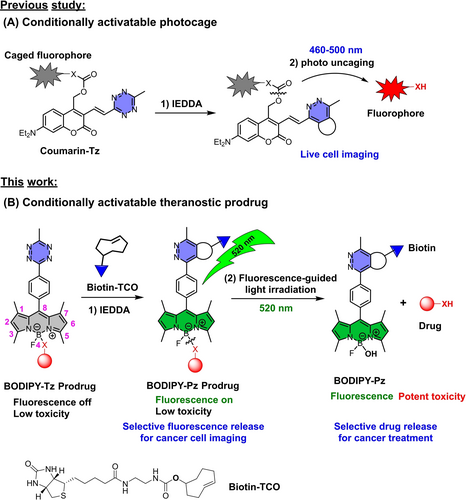 Previous study:
(A) Conditionally activatable photocage
Caged fluorophore
X
O
O
N N
N N
Et2N
O
O
Coumarin-Tz
1) IEDDA
X
O
O
N
N
Et2N
O
O
460-500 nm
2) photo uncaging
XH
Fluorophore
Live cell imaging
This work:
(B) Conditionally activatable theranostic prodrug
N N
N N
1
2
3
8
7
6
5
N B N
F 4 X
BODIPY-Tz Prodrug
Fluorescence off
Low toxicity
Biotin-TCO
1) IEDDA
N
N
N B N
F X
BODIPY-Pz Prodrug
Fluorescence on
Low toxicity
Selective fluorescence release
for cancer cell imaging
520 nm
(2) Fluorescence-guided
light irradiation
520 nm
Biotin
N
N
N B N
F OH
BODIPY-Pz
+
XH
Drug
Fluorescence Potent toxicity
Selective drug release
for cancer treatment
O
HN NH
H H
S
O
N
H
H
N
O
O
Biotin-TCO